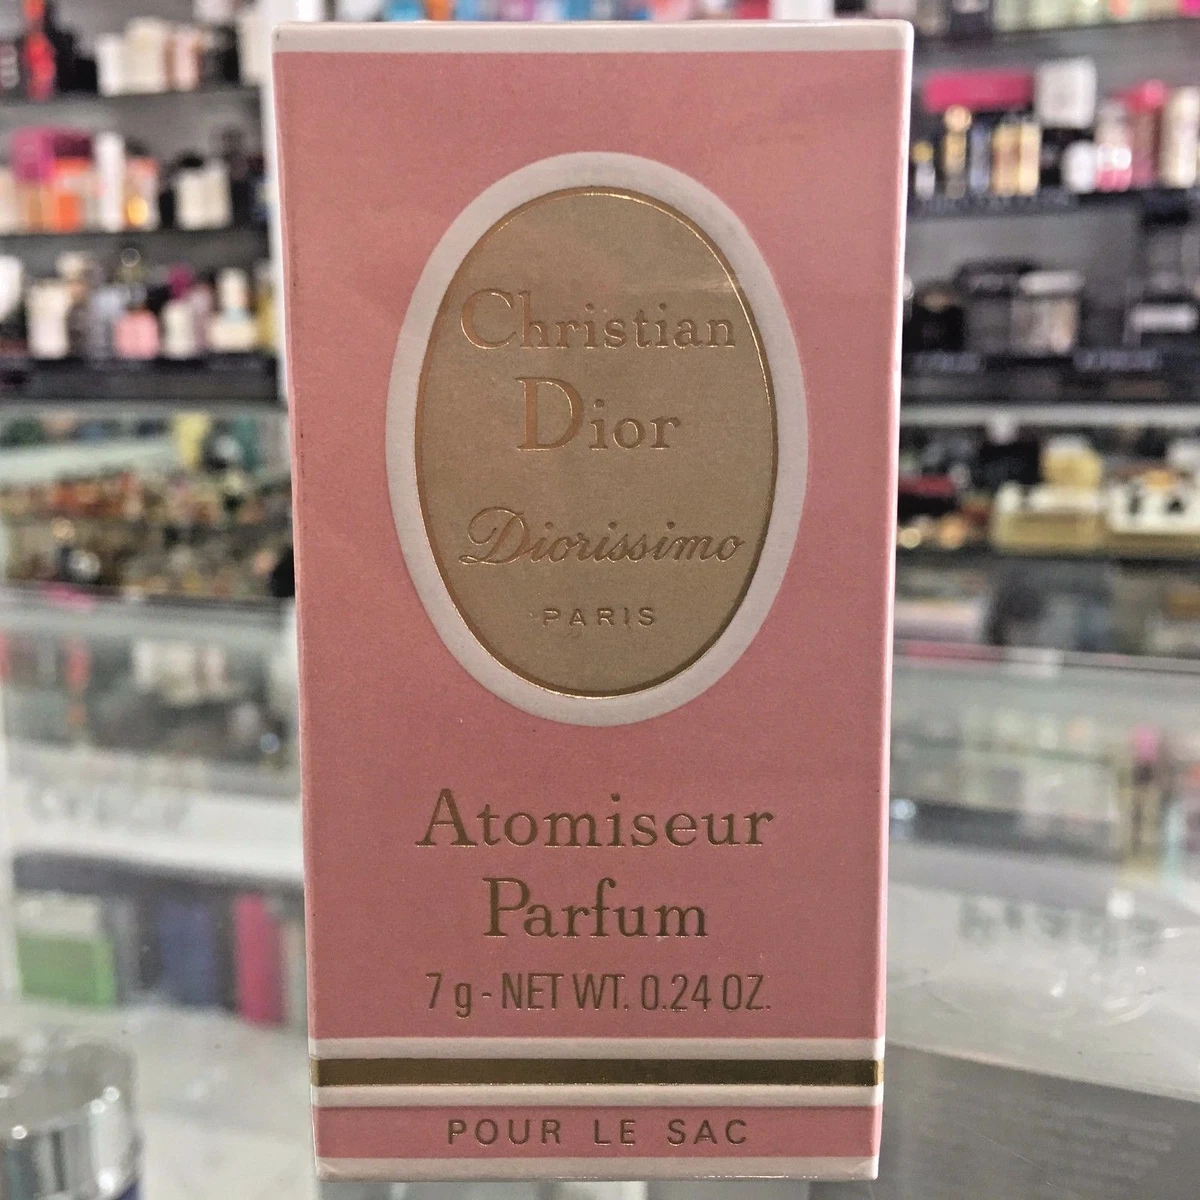 Christian
Dior
Diorissimo
PARIS
Atomiseur
Parfum
7 g - NET WT. 0.24 OZ.
POUR LE SAC